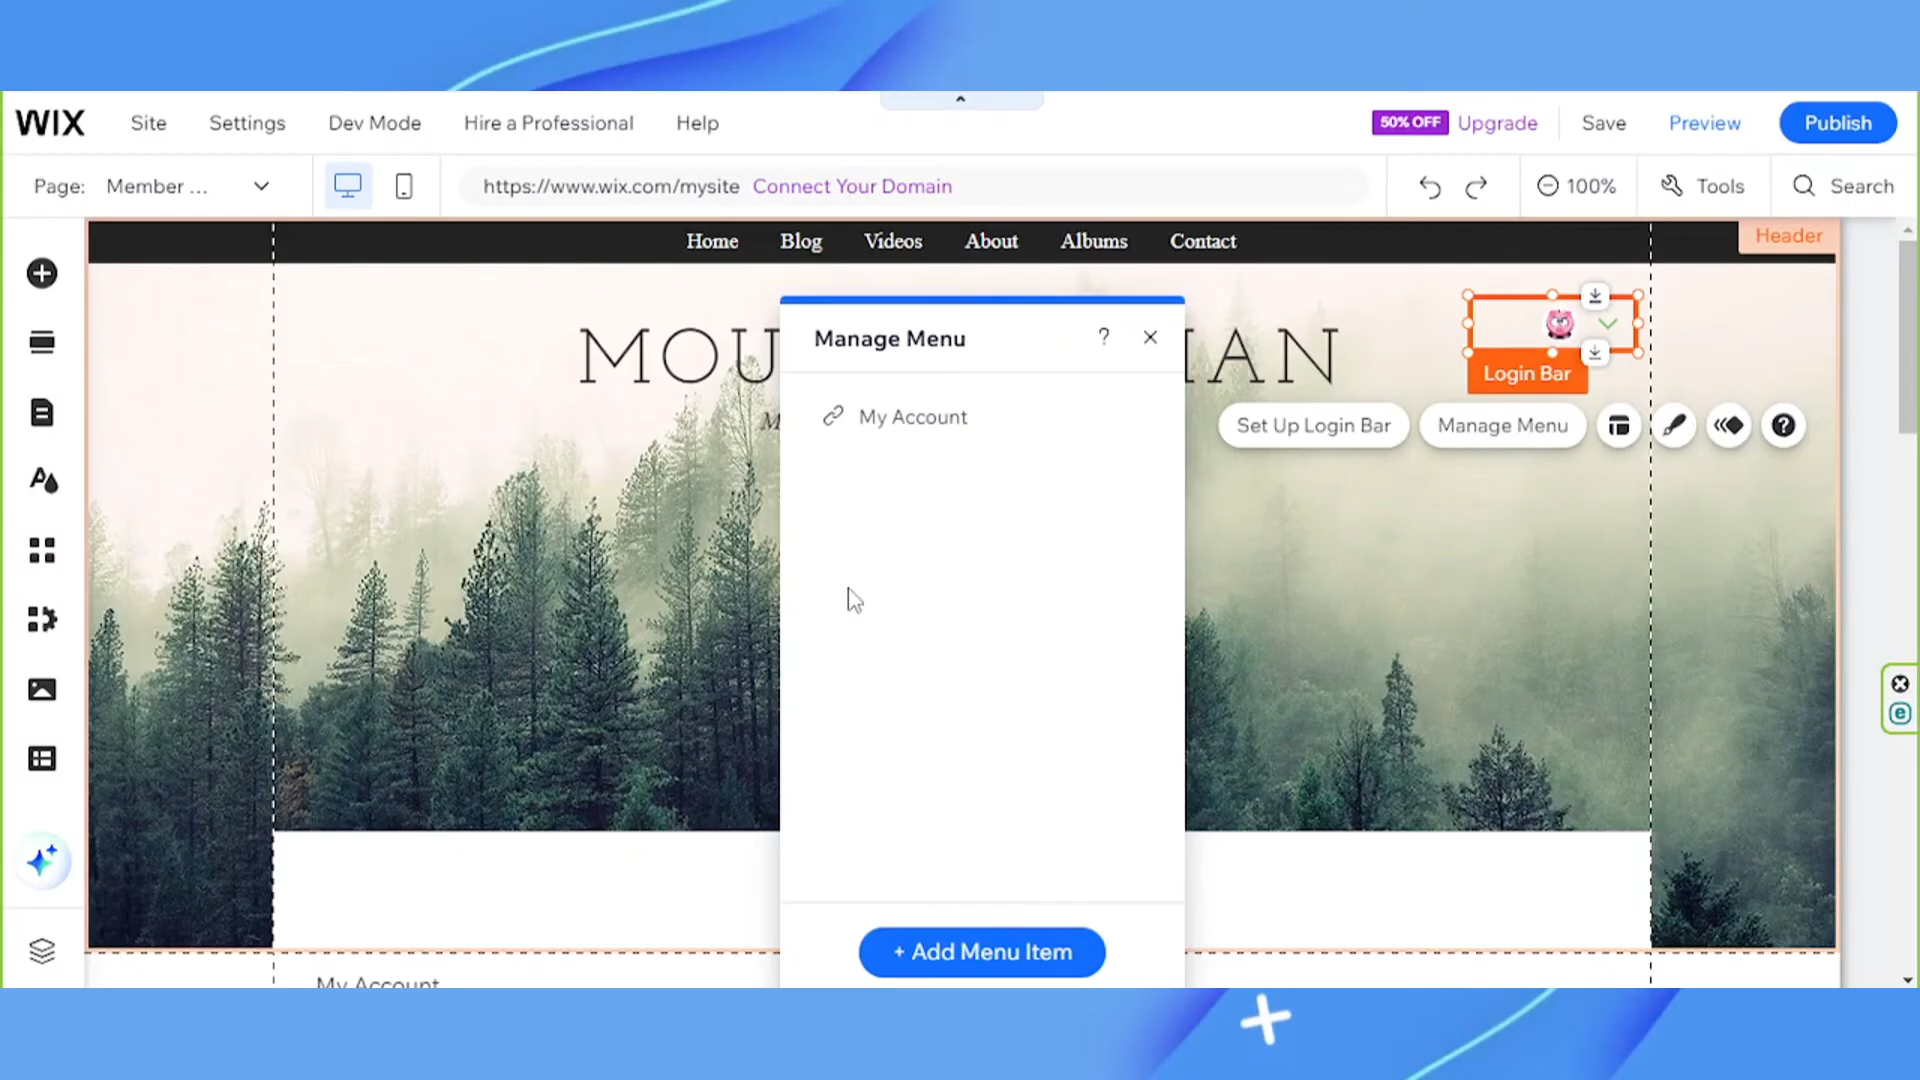 WIX Site Settings Dev Mode Hire a Professional Help 50% OFF Upgrade Save Preview Publish
Page: Member ... https://www.wix.com/mysite Connect Your Domain 100% Tools Search
Home Blog Videos About Albums Contact Header
MOU IAN
Manage Menu ? ×
M
Login Bar
My Account
Set Up Login Bar Manage Menu ?
+ Add Menu Item
My Account